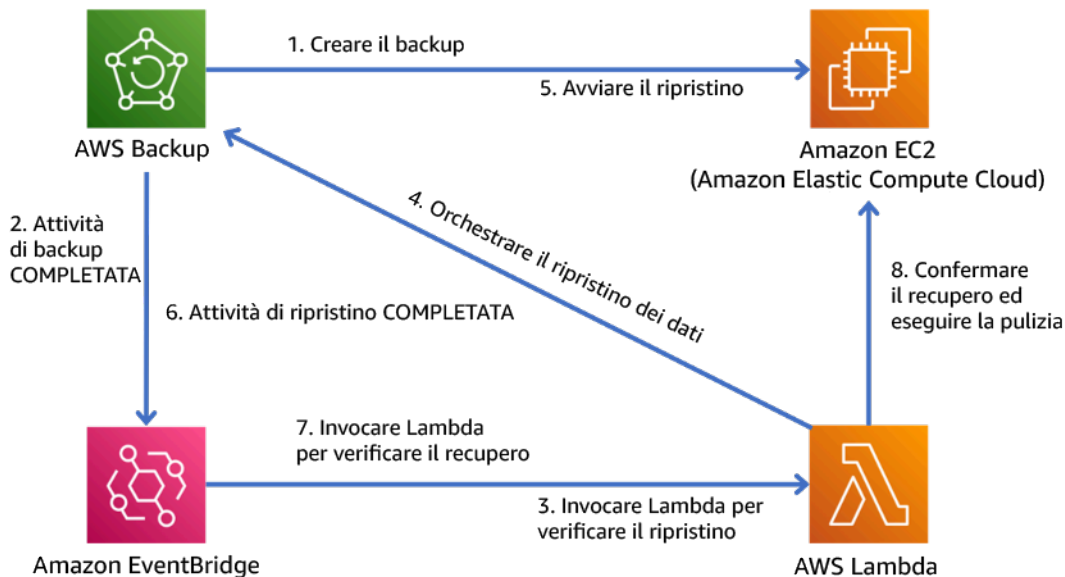 1. Creare il backup
5. Avviare il ripristino
AWS Backup
Amazon EC2
(Amazon Elastic Compute Cloud)
4. Orchestrare il ripristino dei dati
2. Attività
di backup
COMPLETATA
6. Attività di ripristino COMPLETATA
8. Confermare
il recupero ed
eseguire la pulizia
7. Invocare Lambda
per verificare il recupero
3. Invocare Lambda per
verificare il ripristino
Amazon EventBridge
AWS Lambda